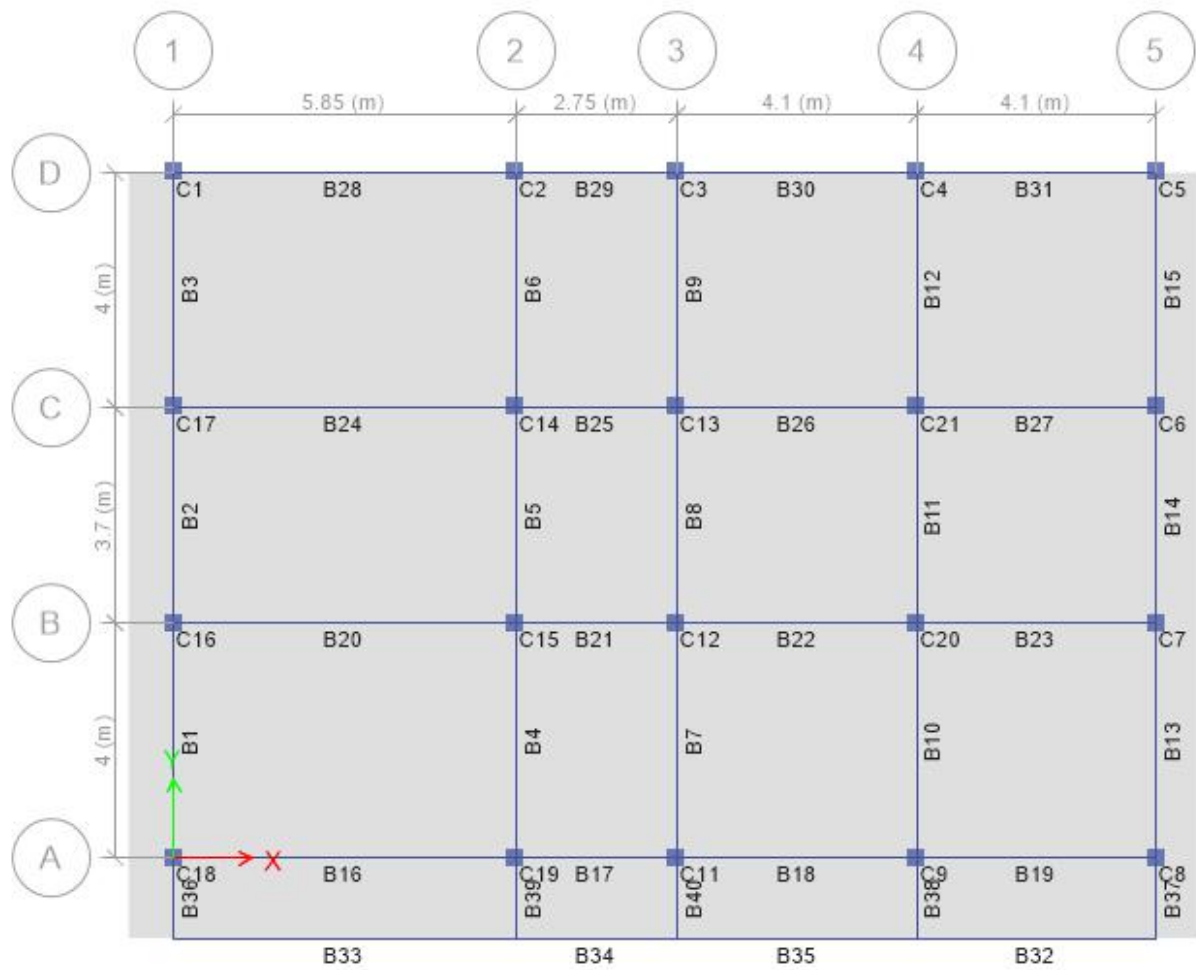 1 2 3 4 5
5.85 (m) 2.75 (m) 4.1 (m) 4.1 (m)
D
C1 B28 C2 B29 C3 B30 C4 B31 C5
4 (m) B3 B6 B9 B12 B15
C
C17 B24 C14 B25 C13 B26 C21 B27 C6
3.7 (m) B2 B5 B8 B11 B14
B
C16 B20 C15 B21 C12 B22 C20 B23 C7
4 (m) B1 B4 B7 B10 B13
Y
A X
C18 B16 C19 B17 C11 B18 C9 B19 C8
B36 B39 B40 B38 B37
B33 B34 B35 B32